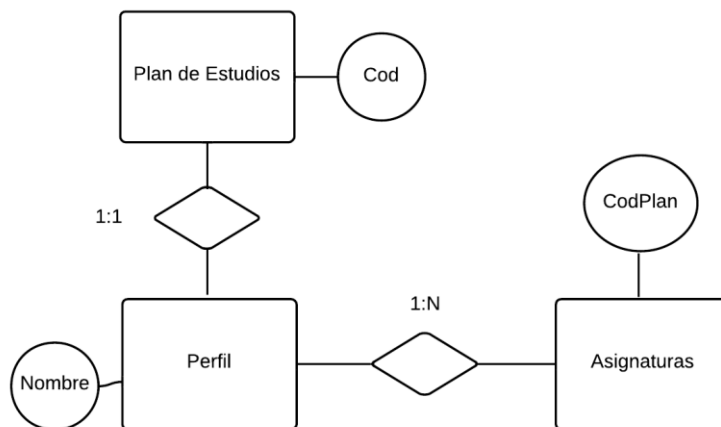 Plan de Estudios
Cod
1:1
CodPlan
1:N
Perfil
Asignaturas
Nombre